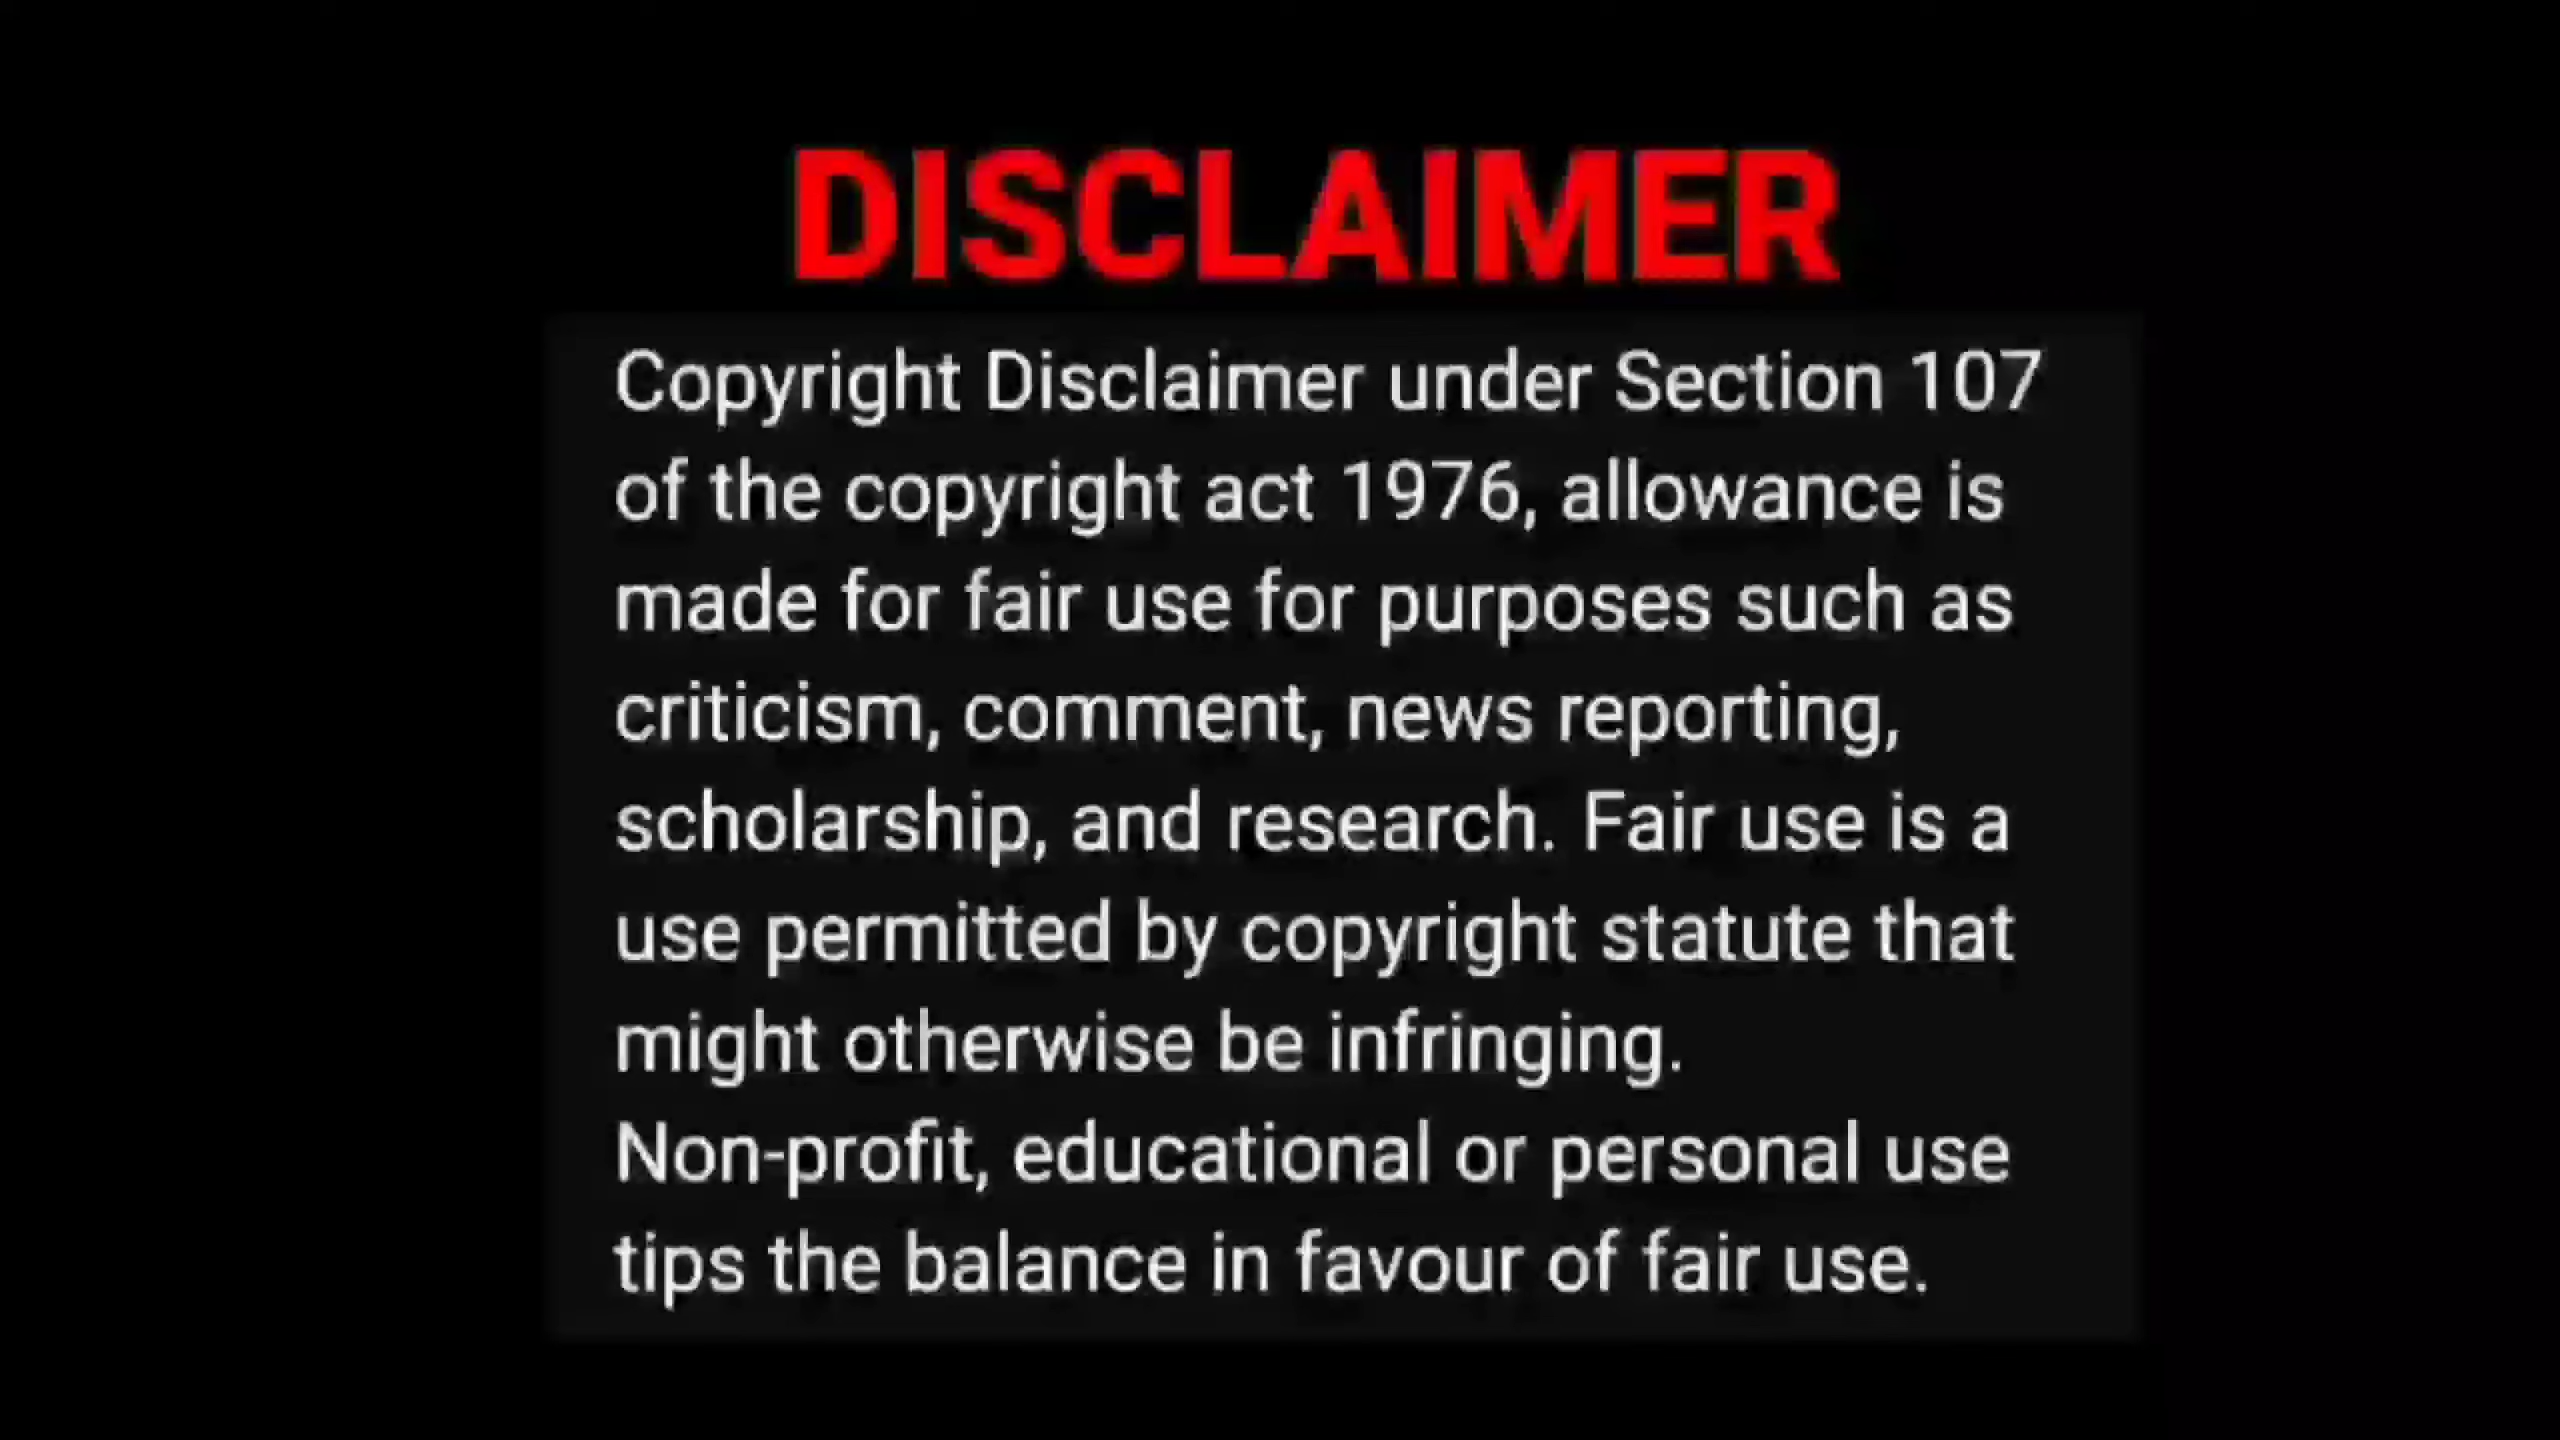 DISCLAIMER
Copyright Disclaimer under Section 107
of the copyright act 1976, allowance is
made for fair use for purposes such as
criticism, comment, news reporting,
scholarship, and research. Fair use is a
use permitted by copyright statute that
might otherwise be infringing.
Non-profit, educational or personal use
tips the balance in favour of fair use.